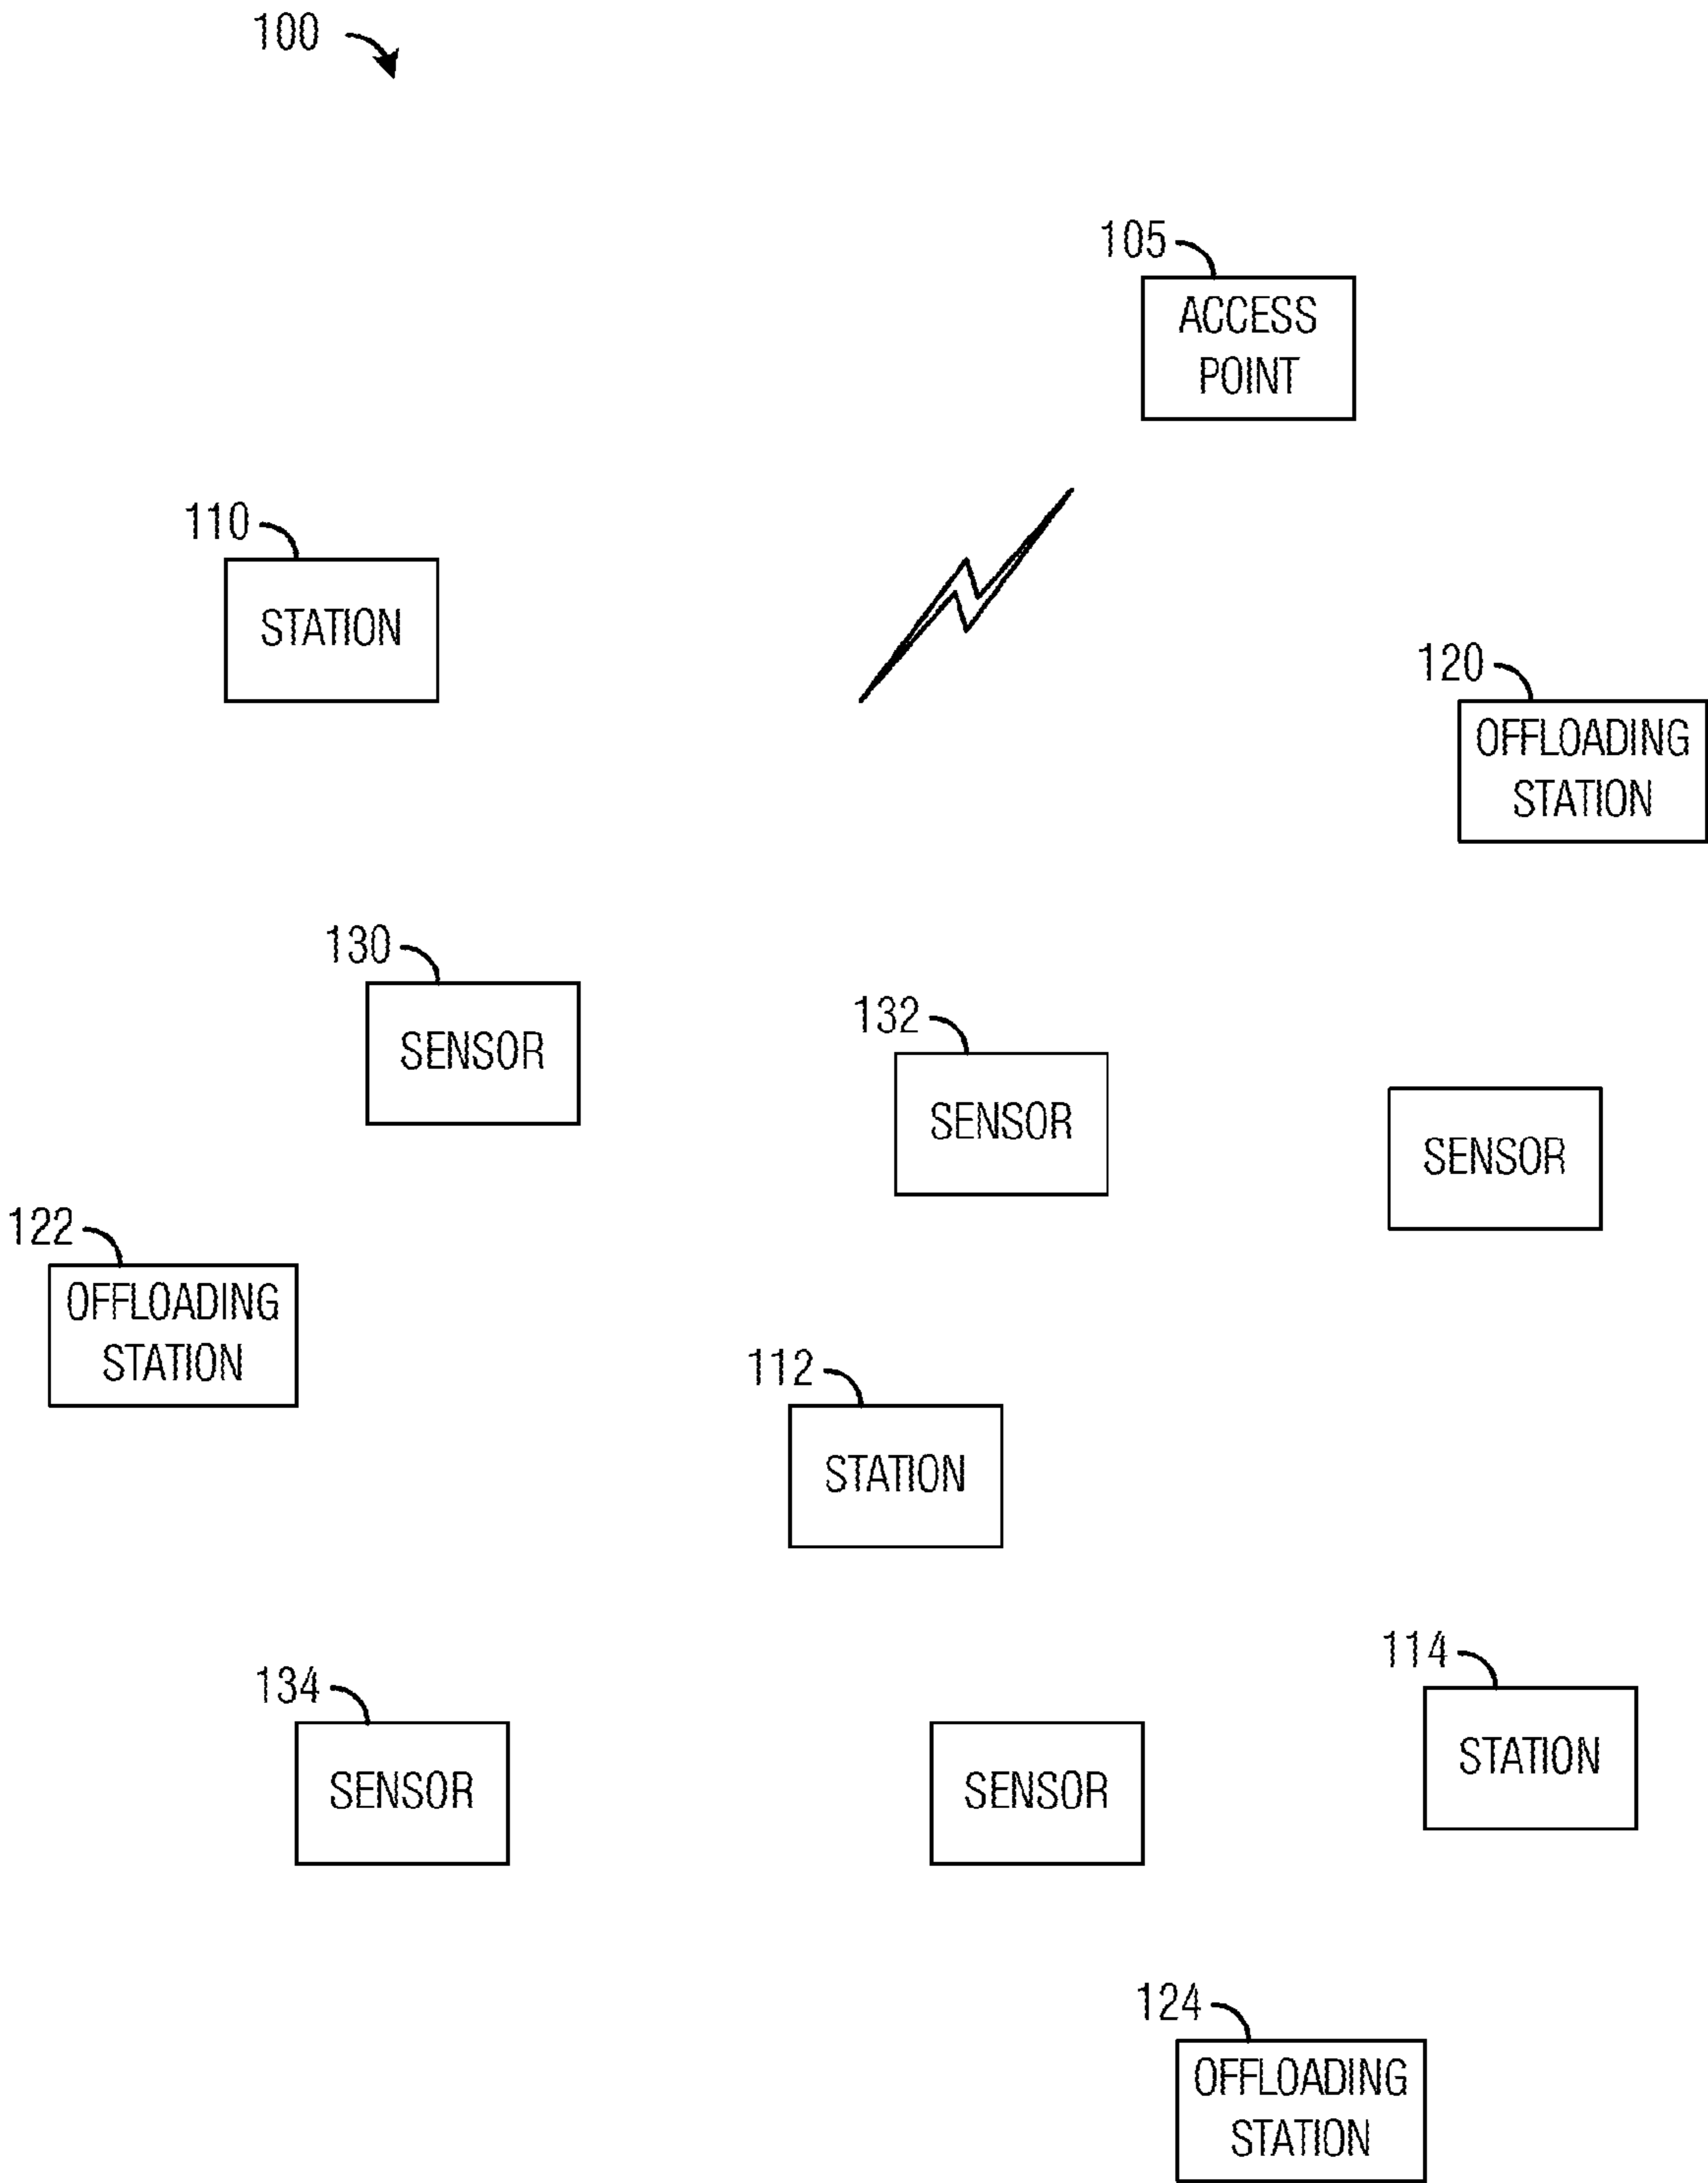 100
105
ACCESS
POINT
110
STATION
120
OFFLOADING
STATION
130
SENSOR
132
SENSOR
SENSOR
122
OFFLOADING
STATION
112
STATION
114
STATION
134
SENSOR
SENSOR
124
OFFLOADING
STATION